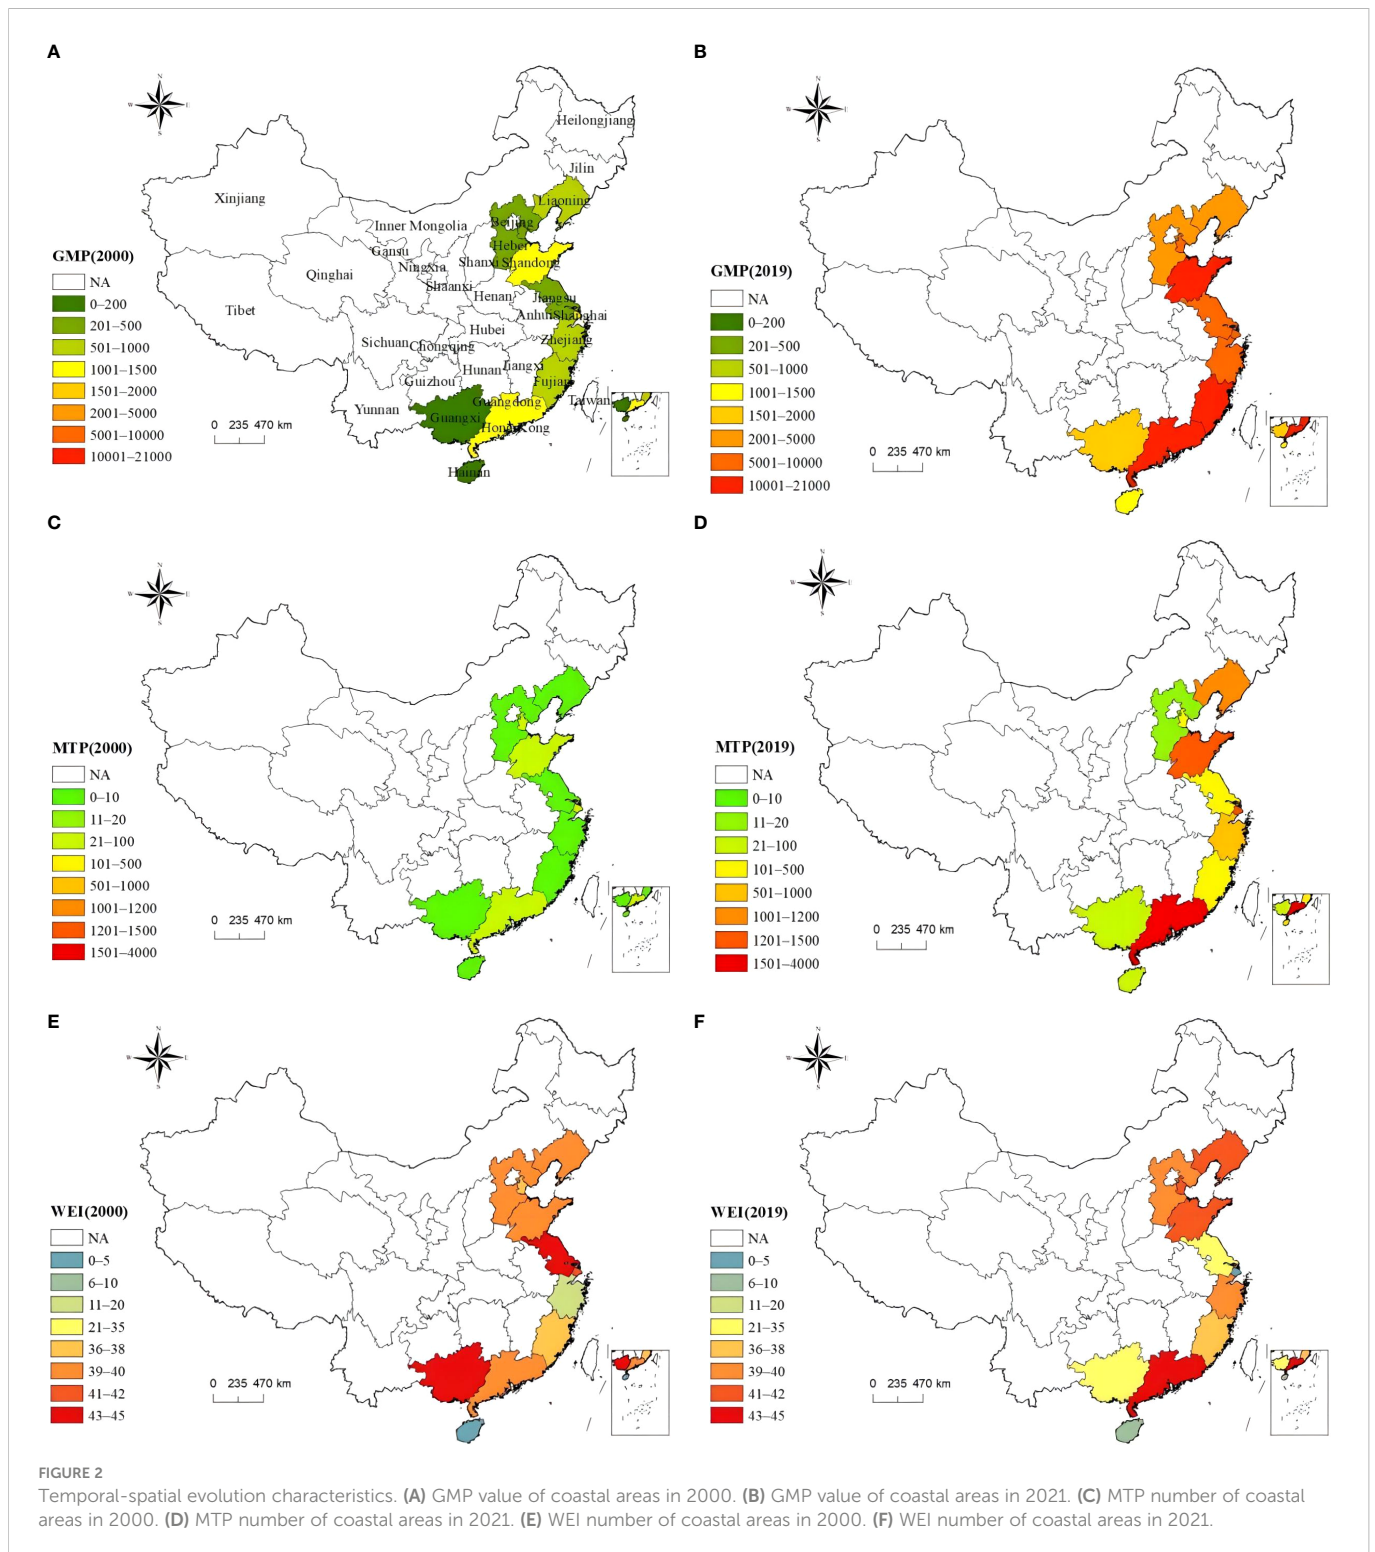 A
N
W
E
S
Heilongjiang
Jilin
Xinjiang
Liaoning
Inner Mongolia
Beijing
Hebei
Gansu
Ningxia
Shanxi
Shandong
Qinghai
Shaanxi
Henan
Jiangsu
Tibet
Anhui
Shanghai
Hubei
Sichuan
Chongqing
Zhejiang
Hunan
Jiangxi
Guizhou
Fujian
Yunnan
Guangdong
Taiwan
Guangxi
HongKong
Hainan
GMP(2000)
NA
0–200
201–500
501–1000
1001–1500
1501–2000
2001–5000
5001–10000
10001–21000
0 235 470 km
B
N
W
E
S
GMP(2019)
NA
0–200
201–500
501–1000
1001–1500
1501–2000
2001–5000
5001–10000
10001–21000
0 235 470 km
C
N
W
E
S
MTP(2000)
NA
0–10
11–20
21–100
101–500
501–1000
1001–1200
1201–1500
1501–4000
0 235 470 km
D
N
W
E
S
MTP(2019)
NA
0–10
11–20
21–100
101–500
501–1000
1001–1200
1201–1500
1501–4000
0 235 470 km
E
N
W
E
S
WEI(2000)
NA
0–5
6–10
11–20
21–35
36–38
39–40
41–42
43–45
0 235 470 km
F
N
W
E
S
WEI(2019)
NA
0–5
6–10
11–20
21–35
36–38
39–40
41–42
43–45
0 235 470 km
FIGURE 2
Temporal-spatial evolution characteristics. (A) GMP value of coastal areas in 2000. (B) GMP value of coastal areas in 2021. (C) MTP number of coastal
areas in 2000. (D) MTP number of coastal areas in 2021. (E) WEI number of coastal areas in 2000. (F) WEI number of coastal areas in 2021.